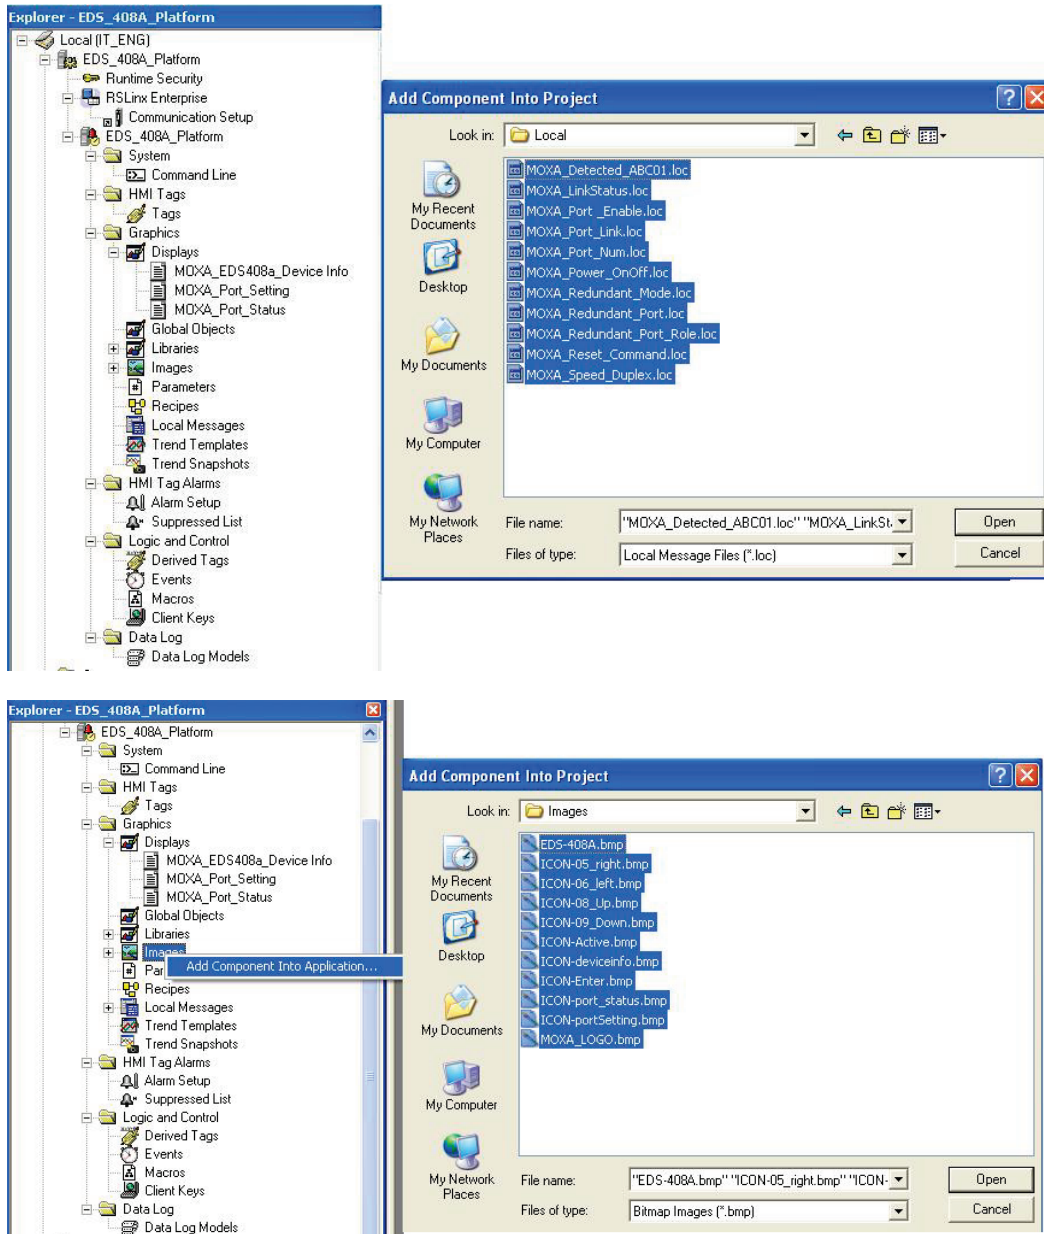 Explorer - EDS_408A_Platform
Local (IT_ENG)
EDS_408A_Platform
Runtime Security
RSLinx Enterprise
Communication Setup
EDS_408A_Platform
System
Command Line
HMI Tags
Tags
Graphics
Displays
MOXA_EDS408a_Device Info
MOXA_Port_Setting
MOXA_Port_Status
Global Objects
Libraries
Images
Parameters
Recipes
Local Messages
Trend Templates
Trend Snapshots
HMI Tag Alarms
Alarm Setup
Suppressed List
Logic and Control
Derived Tags
Events
Macros
Client Keys
Data Log
Data Log Models
Add Component Into Project
Look in: Local
My Recent
Documents
Desktop
My Documents
My Computer
My Network
Places
MOXA_Detected_ABC01.loc
MOXA_LinkStatus.loc
MOXA_Port _Enable.loc
MOXA_Port_Link.loc
MOXA_Port_Num.loc
MOXA_Power_OnOff.loc
MOXA_Redundant_Mode.loc
MOXA_Redundant_Port.loc
MOXA_Redundant_Port_Role.loc
MOXA_Reset_Command.loc
MOXA_Speed_Duplex.loc
File name: "MOXA_Detected_ABC01.loc" "MOXA_LinkSt. Open
Files of type: Local Message Files (*.loc) Cancel
Explorer - EDS_408A_Platform
EDS_408A_Platform
System
Command Line
HMI Tags
Tags
Graphics
Displays
MOXA_EDS408a_Device Info
MOXA_Port_Setting
MOXA_Port_Status
Global Objects
Libraries
Images
Add Component Into Application...
Par
Recipes
Local Messages
Trend Templates
Trend Snapshots
HMI Tag Alarms
Alarm Setup
Suppressed List
Logic and Control
Derived Tags
Events
Macros
Client Keys
Data Log
Data Log Models
Add Component Into Project
Look in: Images
My Recent
Documents
Desktop
My Documents
My Computer
My Network
Places
EDS-408A.bmp
ICON-05_right.bmp
ICON-06_left.bmp
ICON-08_Up.bmp
ICON-09_Down.bmp
ICON-Active.bmp
ICON-deviceinfo.bmp
ICON-Enter.bmp
ICON-port_status.bmp
ICON-portSetting.bmp
MOXA_LOGO.bmp
File name: "EDS-408A.bmp" "ICON-05_right.bmp" "ICON- Open
Files of type: Bitmap Images (*.bmp) Cancel